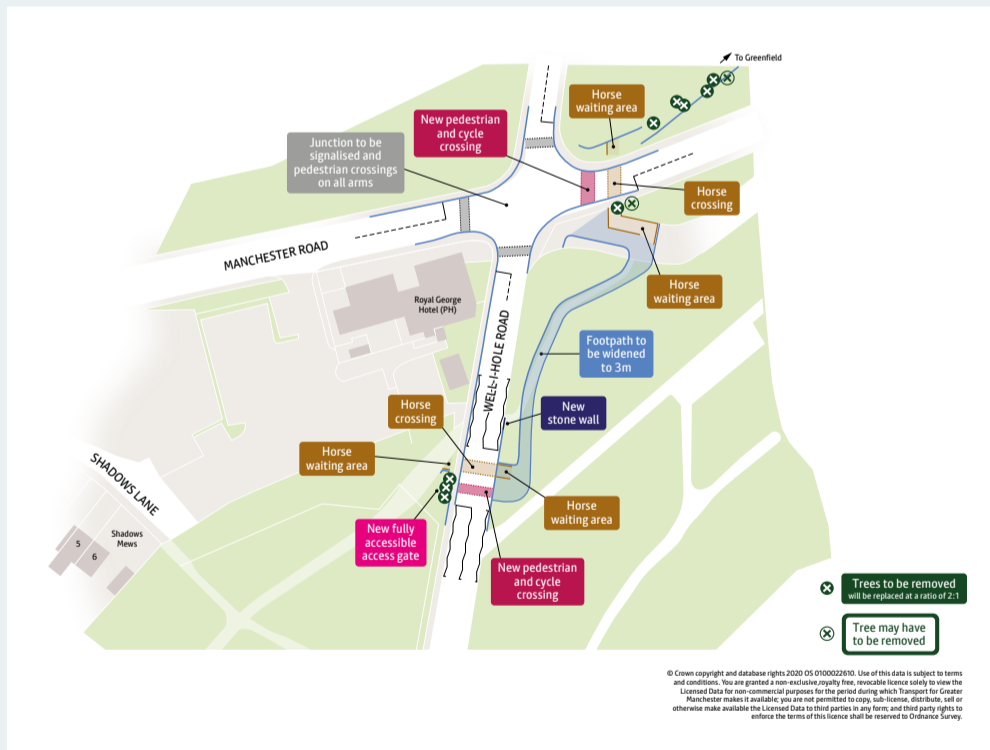 To Greenfield
Horse
waiting area
New pedestrian
and cycle
crossing
Junction to be
signalised and
pedestrian crossings
on all arms
Horse
crossing
MANCHESTER ROAD
Horse
waiting area
Royal George
Hotel (PH)
WELL-I-HOLE ROAD
Footpath to
be widened
to 3m
Horse
crossing
New
stone wall
Horse
waiting area
SHADOWS LANE
Horse
waiting area
New fully
accessible
access gate
Shadows
Mews
5
6
New pedestrian
and cycle
crossing
Trees to be removed
will be replaced at a ratio of 2:1
Tree may have
to be removed
© Crown copyright and database rights 2020 OS 0100022610. Use of this data is subject to terms
and conditions. You are granted a non-exclusive,royalty free, revocable licence solely to view the
Licensed Data for non-commercial purposes for the period during which Transport for Greater
Manchester makes it available; you are not permitted to copy, sub-license, distribute, sell or
otherwise make available the Licensed Data to third parties in any form; and third party rights to
enforce the terms of this licence shall be reserved to Ordnance Survey.